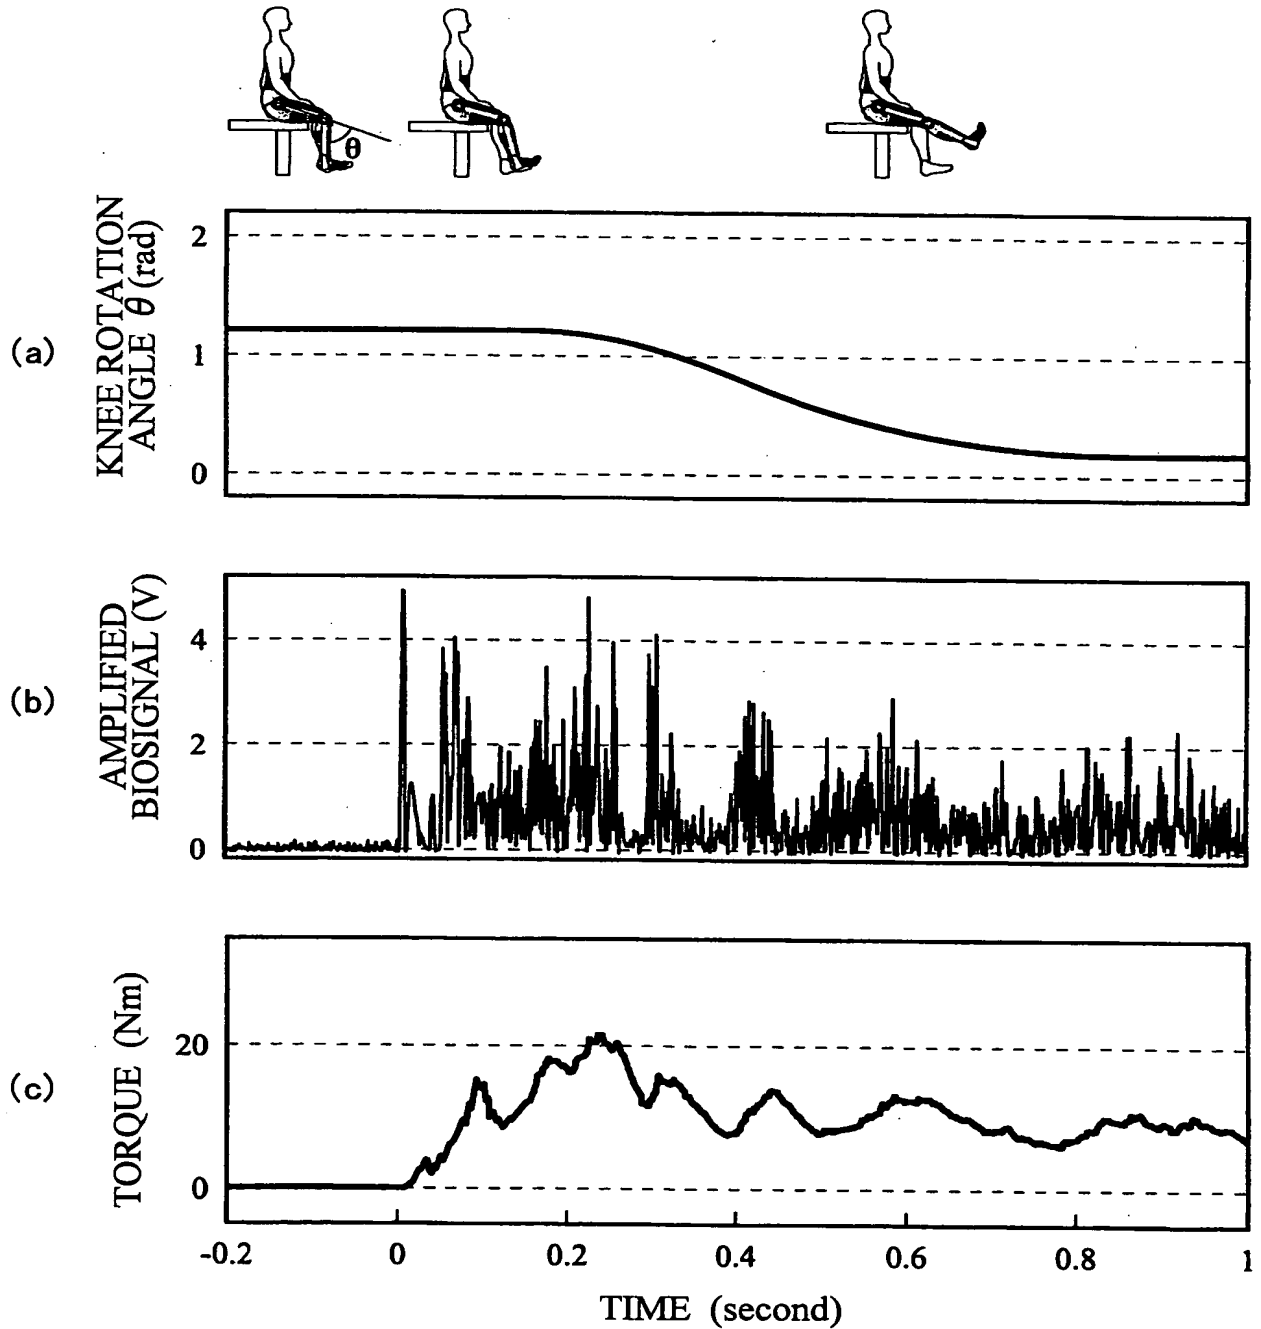 θ
(a)
KNEE ROTATION
ANGLE θ (rad)
2
1
0
(b)
AMPLIFIED
BIOSIGNAL (V)
4
2
0
(c)
TORQUE (Nm)
20
0
-0.2 0 0.2 0.4 0.6 0.8 1
TIME (second)